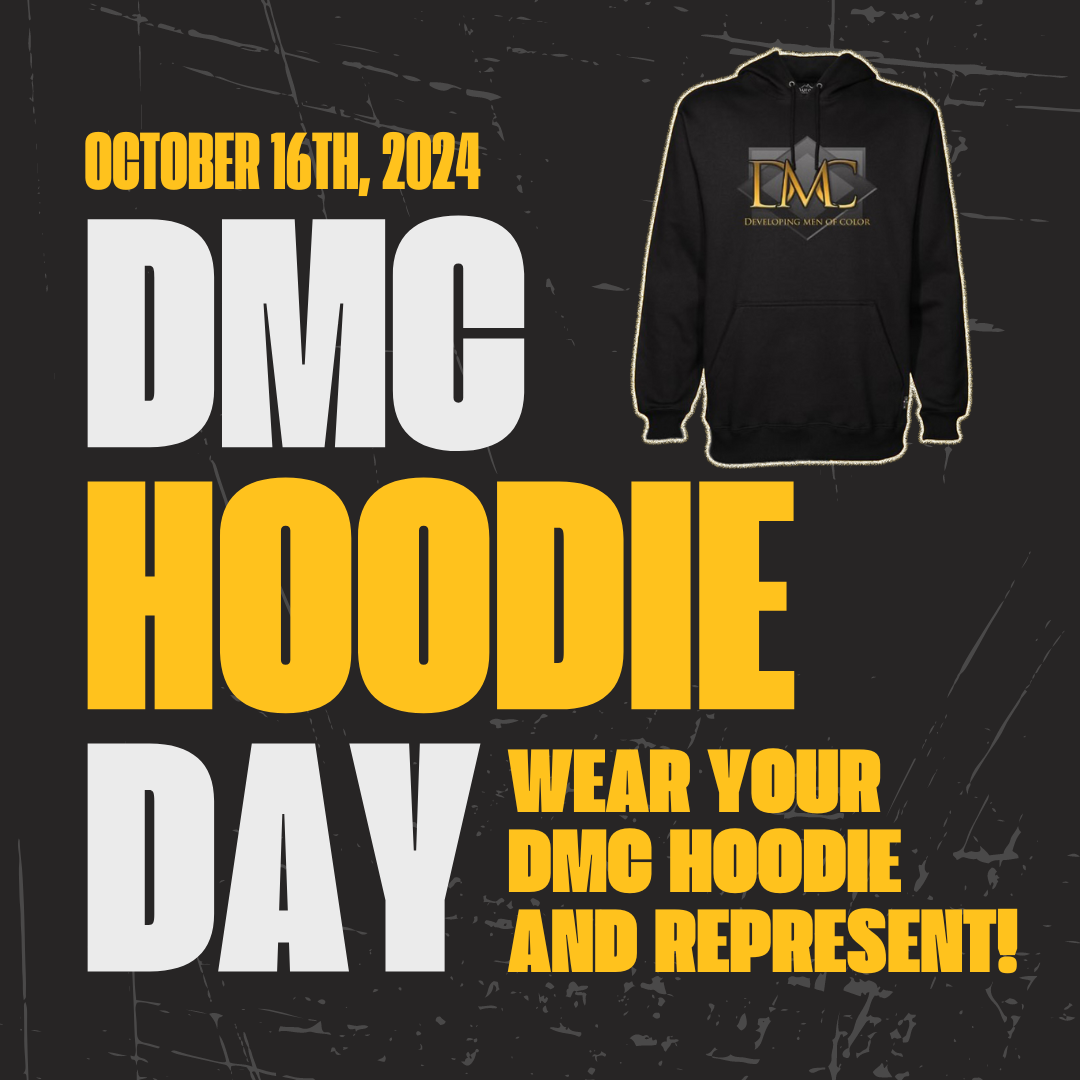 OCTOBER 16TH, 2024
DMC
DEVELOPING MEN OF COLOR
DMC
HOODIE
DAY
WEAR YOUR
DMC HOODIE
AND REPRESENT!